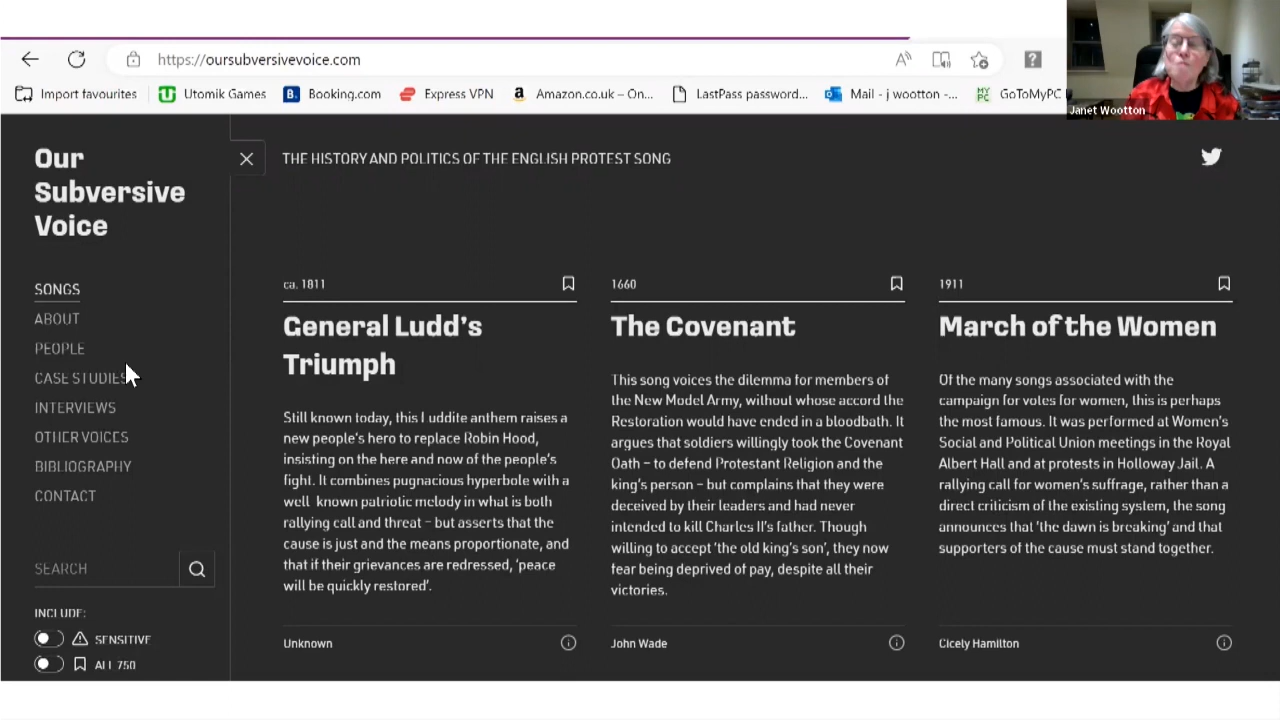 https://oursubversivevoice.com
Import favourites
Utomik Games
Booking.com
Express VPN
Amazon.co.uk – On...
LastPass password...
Mail - j wootton -...
GoToMyPC
Janet Wootton
Our
Subversive
Voice
SONGS
ABOUT
PEOPLE
CASE STUDIES
INTERVIEWS
OTHER VOICES
BIBLIOGRAPHY
CONTACT
SEARCH
INCLUDE:
SENSITIVE
ALL 750
THE HISTORY AND POLITICS OF THE ENGLISH PROTEST SONG
ca. 1811
General Ludd's
Triumph
Still known today, this Luddite anthem raises a
new people's hero to replace Robin Hood,
insisting on the here and now of the people's
fight. It combines pugnacious hyperbole with a
well known patriotic melody in what is both
rallying call and threat – but asserts that the
cause is just and the means proportionate, and
that if their grievances are redressed, 'peace
will be quickly restored'.
Unknown
1660
The Covenant
This song voices the dilemma for members of
the New Model Army, without whose accord the
Restoration would have ended in a bloodbath. It
argues that soldiers willingly took the Covenant
Oath – to defend Protestant Religion and the
king's person – but complains that they were
deceived by their leaders and had never
intended to kill Charles II's father. Though
willing to accept 'the old king's son', they now
fear being deprived of pay, despite all their
victories.
John Wade
1911
March of the Women
Of the many songs associated with the
campaign for votes for women, this is perhaps
the most famous. It was performed at Women's
Social and Political Union meetings in the Royal
Albert Hall and at protests in Holloway Jail. A
rallying call for women's suffrage, rather than a
direct criticism of the existing system, the song
announces that 'the dawn is breaking' and that
supporters of the cause must stand together.
Cicely Hamilton